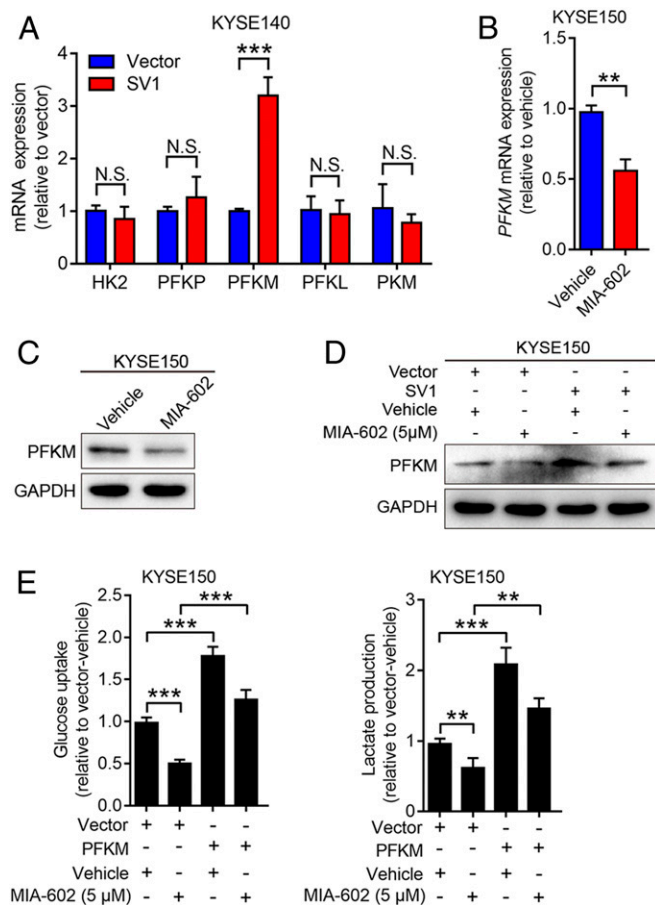 A
KYSE140
Vector
SV1
mRNA expression
(relative to vector)
4
3
2
1
0
N.S.
N.S.
***
N.S.
N.S.
HK2 PFKP PFKM PFKL PKM
B
KYSE150
PFKM mRNA expression
(relative to vehicle)
1.5
1.0
0.5
0.0
**
Vehicle
MIA-602
C
KYSE150
Vehicle
MIA-602
PFKM
GAPDH
D
KYSE150
Vector + + - -
SV1 - - + +
Vehicle + - + -
MIA-602 (5μM) - + - +
PFKM
GAPDH
E
KYSE150
Glucose uptake
(relative to vector-vehicle)
2.5
2.0
1.5
1.0
0.5
0.0
***
***
***
Vector + + - -
PFKM - - + +
Vehicle + - + -
MIA-602 (5 μM) - + - +
KYSE150
Lactate production
(relative to vector-vehicle)
3
2
1
0
**
***
**
Vector + + - -
PFKM - - + +
Vehicle + - + -
MIA-602 (5 μM) - + - +